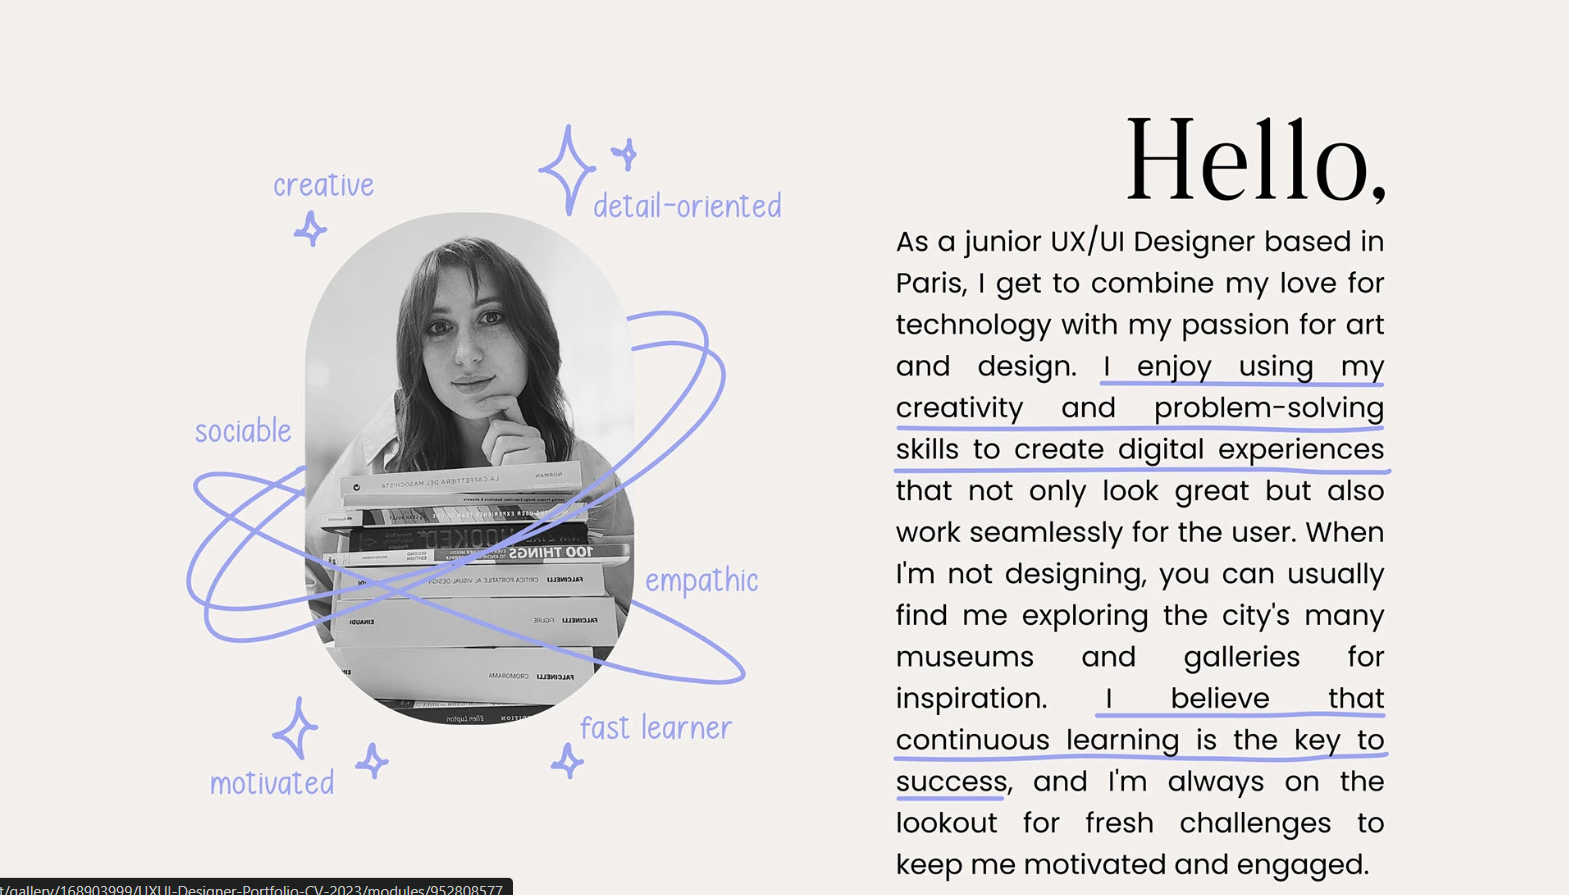 creative
detail-oriented
sociable
empathic
fast learner
motivated
NORMAN
LA CAFFETTIERA DEL MASOCHISTA
HOOKED
100 THINGS
SECOND EDITION
FALCINELLI
CRITICA PORTATILE AL VISUAL DESIGN
FALCINELLI
FIGURE
EINAUDI
FALCINELLI
CROMORAMA
Ellen Lupton
EDITION
Hello,
As a junior UX/UI Designer based in
Paris, I get to combine my love for
technology with my passion for art
and design. I enjoy using my
creativity and problem-solving
skills to create digital experiences
that not only look great but also
work seamlessly for the user. When
I'm not designing, you can usually
find me exploring the city's many
museums and galleries for
inspiration. I believe that
continuous learning is the key to
success, and I'm always on the
lookout for fresh challenges to
keep me motivated and engaged.
t/gallery/168903999/UXUI-Designer-Portfolio-CV-2023/modules/952808577